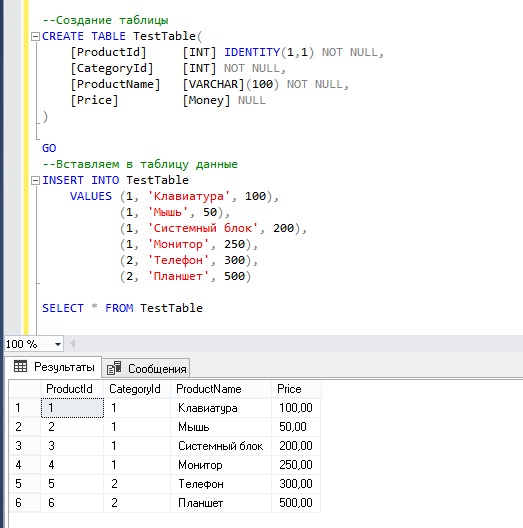 --Создание таблицы
CREATE TABLE TestTable(
[ProductId] [INT] IDENTITY(1,1) NOT NULL,
[CategoryId] [INT] NOT NULL,
[ProductName] [VARCHAR](100) NOT NULL,
[Price] [Money] NULL
)
GO
--Вставляем в таблицу данные
INSERT INTO TestTable
VALUES (1, 'Клавиатура', 100),
(1, 'Мышь', 50),
(1, 'Системный блок', 200),
(1, 'Монитор', 250),
(2, 'Телефон', 300),
(2, 'Планшет', 500)
SELECT * FROM TestTable
100 %
Результаты Сообщения
ProductId CategoryId ProductName Price
1 1 1 Клавиатура 100,00
2 2 1 Мышь 50,00
3 3 1 Системный блок 200,00
4 4 1 Монитор 250,00
5 5 2 Телефон 300,00
6 6 2 Планшет 500,00